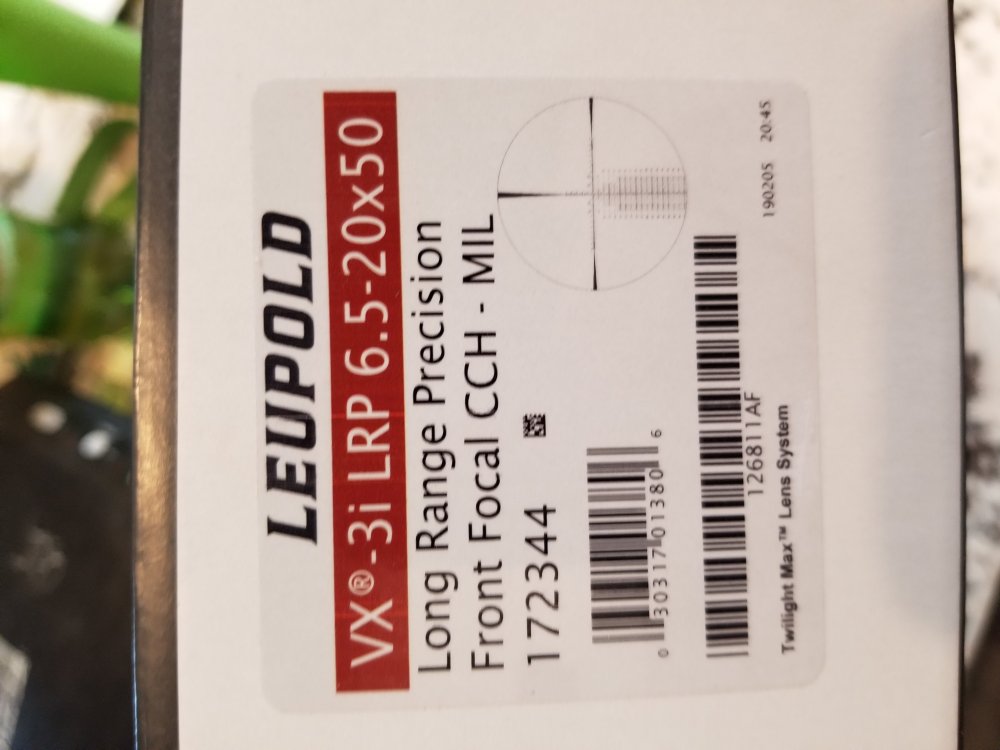 LEUPOLD
VX®-3i LRP 6.5-20x50
Long Range Precision
Front Focal CCH - MIL
172344
0 30317 01380 6
126811AF
190205 20:45
Twilight Max™ Lens System